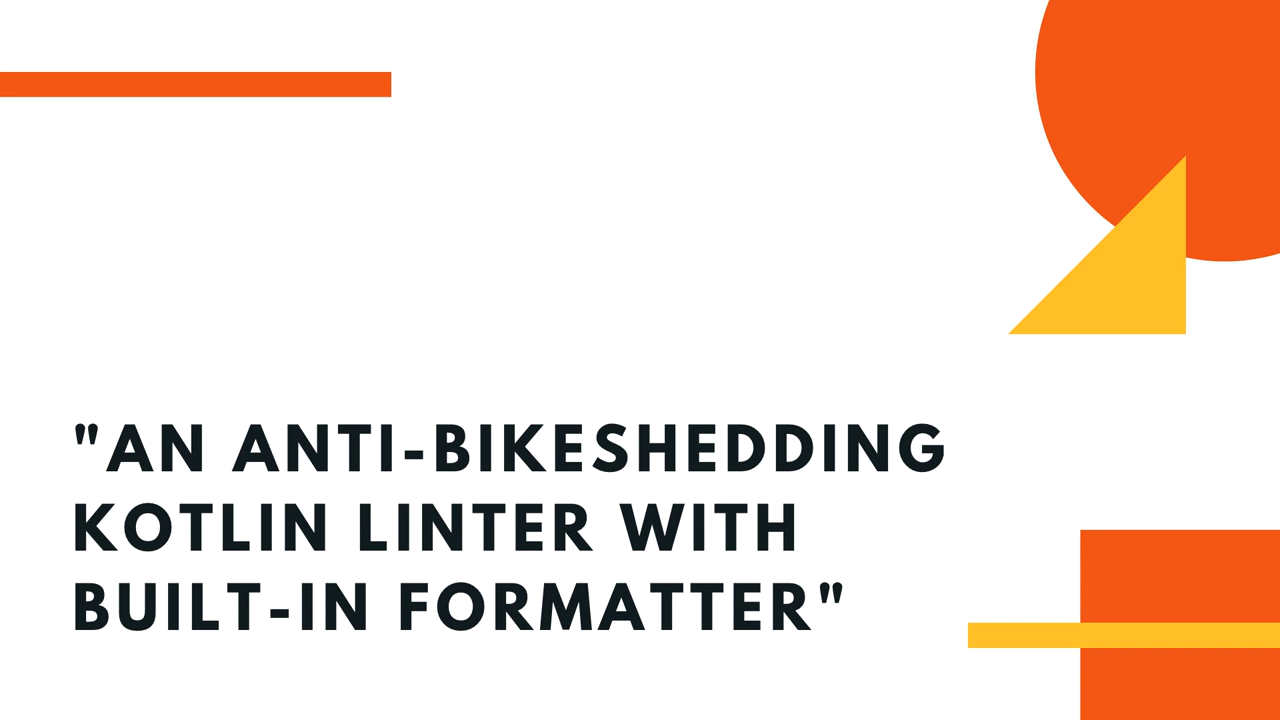 "AN ANTI-BIKESHEDDING
KOTLIN LINTER WITH
BUILT-IN FORMATTER"